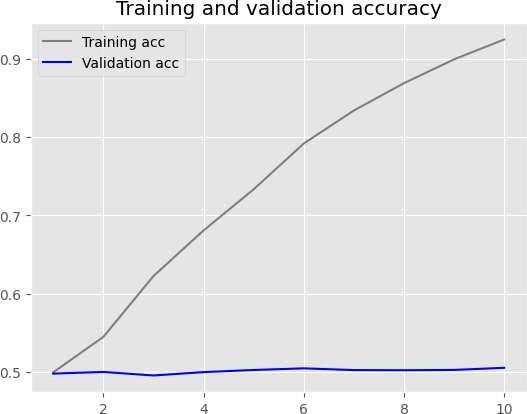 Training and validation accuracy
Training acc
Validation acc
0.9
0.8
0.7
0.6
0.5
2 4 6 8 10